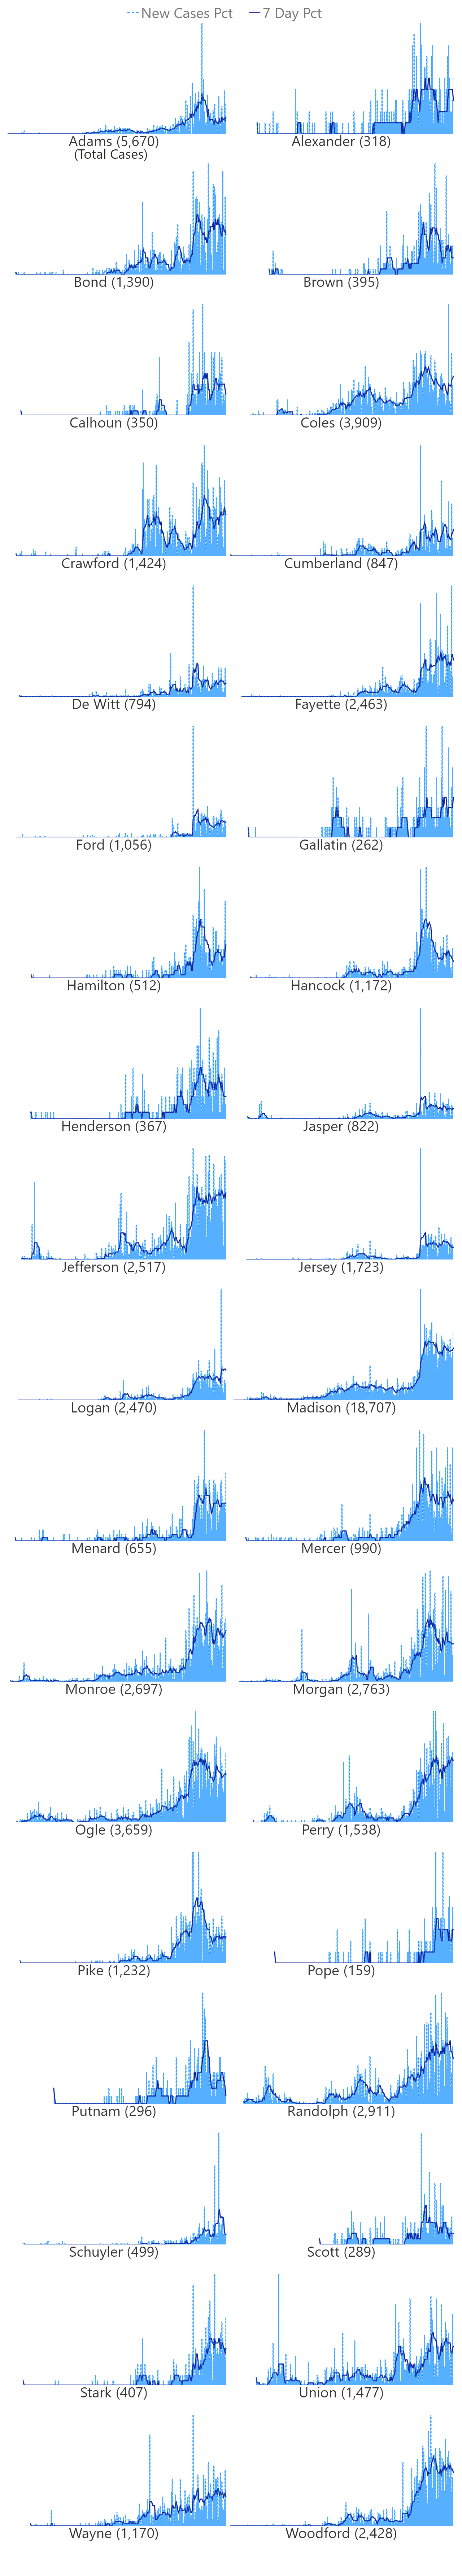 New Cases Pct 7 Day Pct
Adams (5,670) Alexander (318)
(Total Cases)
Bond (1,390) Brown (395)
Calhoun (350) Coles (3,909)
Crawford (1,424) Cumberland (847)
De Witt (794) Fayette (2,463)
Ford (1,056) Gallatin (262)
Hamilton (512) Hancock (1,172)
Henderson (367) Jasper (822)
Jefferson (2,517) Jersey (1,723)
Logan (2,470) Madison (18,707)
Menard (655) Mercer (990)
Monroe (2,697) Morgan (2,763)
Ogle (3,659) Perry (1,538)
Pike (1,232) Pope (159)
Putnam (296) Randolph (2,911)
Schuyler (499) Scott (289)
Stark (407) Union (1,477)
Wayne (1,170) Woodford (2,428)